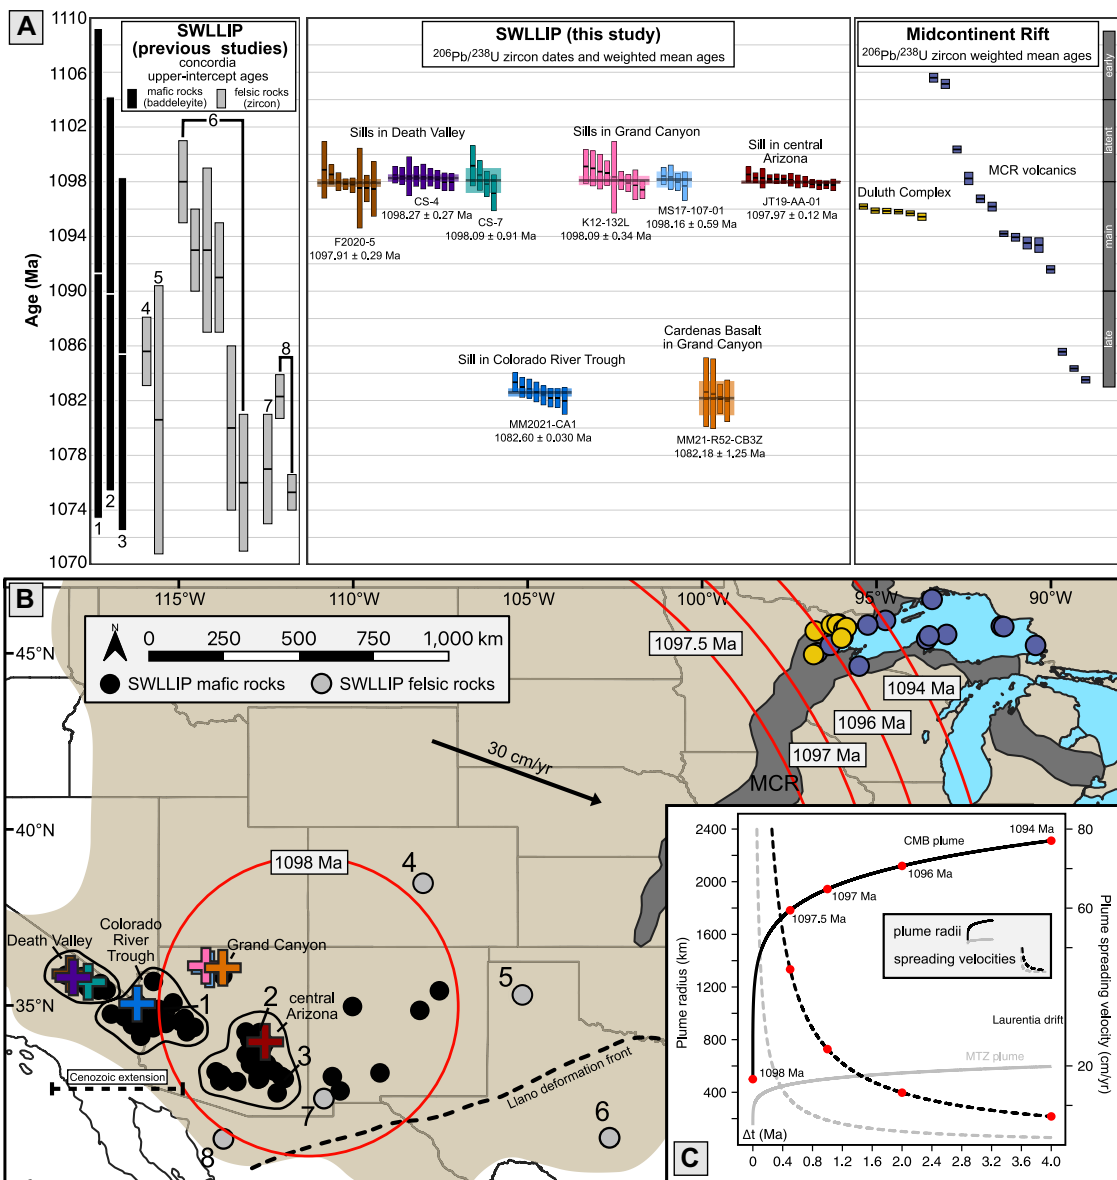 A
Age (Ma)
1110
1106
1102
1098
1094
1090
1086
1082
1078
1074
1070
SWLLIP
(previous studies)
concordia
upper-intercept ages
mafic rocks
(baddeleyite)
felsic rocks
(zircon)
1
2
3
4
5
6
7
8
SWLLIP (this study)
206Pb/238U zircon dates and weighted mean ages
Sills in Death Valley
F2020-5
1097.91 ± 0.29 Ma
CS-4
1098.27 ± 0.27 Ma
CS-7
1098.09 ± 0.91 Ma
Sills in Grand Canyon
K12-132L
1098.09 ± 0.34 Ma
MS17-107-01
1098.16 ± 0.59 Ma
Sill in central
Arizona
JT19-AA-01
1097.97 ± 0.12 Ma
Sill in Colorado River Trough
MM2021-CA1
1082.60 ± 0.030 Ma
Cardenas Basalt
in Grand Canyon
MM21-R52-CB3Z
1082.18 ± 1.25 Ma
Midcontinent Rift
206Pb/238U zircon weighted mean ages
MCR volcanics
Duluth Complex
early
latent
main
late
B
115°W
110°W
105°W
100°W
95°W
90°W
45°N
40°N
35°N
N
0 250 500 750 1,000 km
SWLLIP mafic rocks
SWLLIP felsic rocks
1097.5 Ma
1097 Ma
1096 Ma
1094 Ma
30 cm/yr
MCR
1098 Ma
Death Valley
Colorado
River
Trough
Grand Canyon
central
Arizona
1
2
3
4
5
6
7
8
Cenozoic extension
Llano deformation front
C
Plume radius (km)
2400
2200
2000
1800
1600
1400
1200
1000
800
600
400
200
Plume spreading velocity (cm/yr)
80
60
40
20
CMB plume
1094 Ma
1096 Ma
1097 Ma
1097.5 Ma
1098 Ma
plume radii
spreading velocities
Laurentia drift
MTZ plume
Δt (Ma)
0 0.4 0.8 1.2 1.6 2.0 2.4 2.8 3.2 3.6 4.0